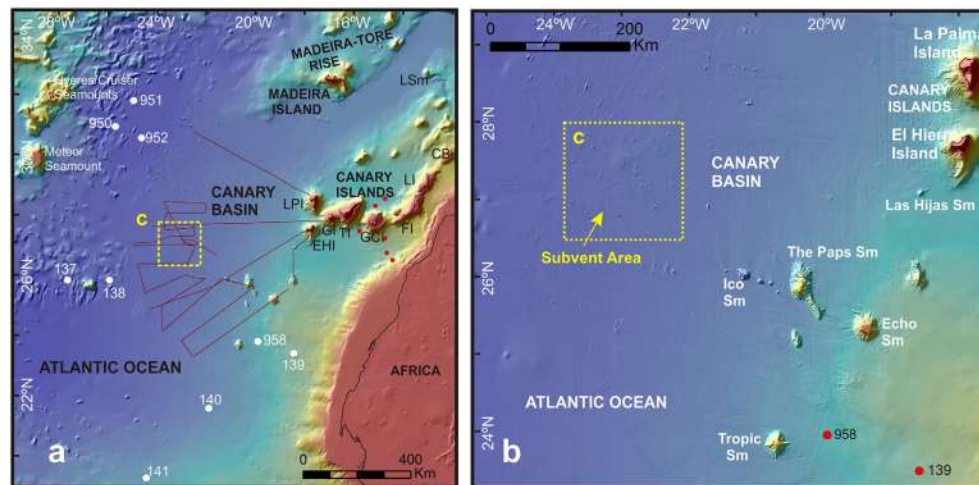 28°W
24°W
20°W
16°W
12°W
34°N
30°N
26°N
22°N
MADEIRA-TORE
RISE
MADEIRA
ISLAND
LSm
Seamounts
951
950
952
Meteor
Seamount
CB
CANARY
ISLANDS
LI
CANARY
BASIN
LPI
GI
TI
GC
FI
EHI
C
137
138
958
139
ATLANTIC OCEAN
AFRICA
140
141
0
400
Km
a
24°W
22°W
20°W
0
200
Km
La Palma
Island
CANARY
ISLANDS
28°N
El Hierro
Island
c
CANARY
BASIN
Las Hijas Sm
Subvent Area
The Paps Sm
26°N
Ico
Sm
Echo
Sm
ATLANTIC OCEAN
24°N
Tropic
Sm
958
139
b